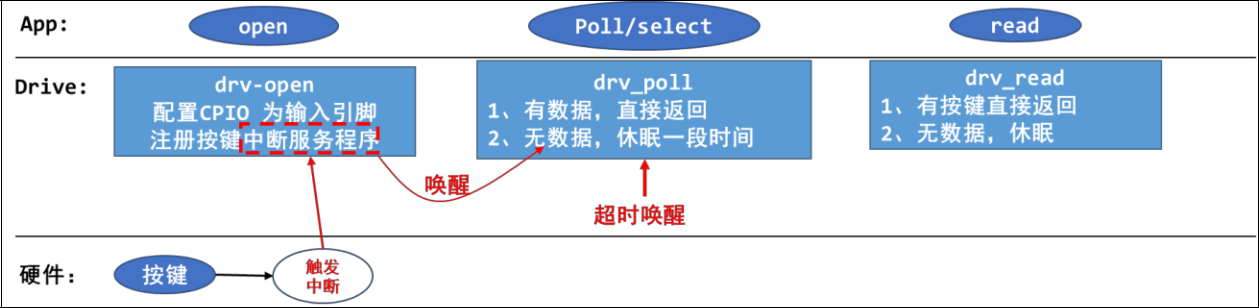 App:
open
Poll/select
read
Drive:
drv-open
配置CPIO 为输入引脚
注册按键中断服务程序
drv_poll
1、有数据，直接返回
2、无数据，休眠一段时间
drv_read
1、有按键直接返回
2、无数据，休眠
唤醒
超时唤醒
硬件：
按键
触发
中断